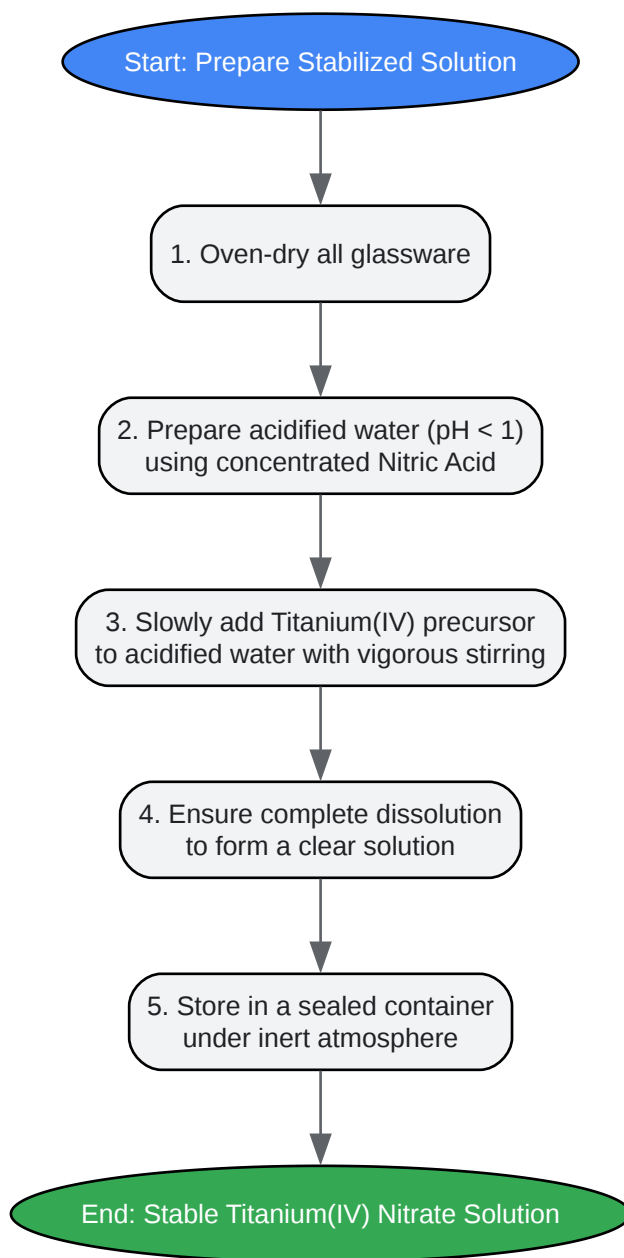 Start: Prepare Stabilized Solution
1. Oven-dry all glassware
2. Prepare acidified water (pH < 1)
using concentrated Nitric Acid
3. Slowly add Titanium(IV) precursor
to acidified water with vigorous stirring
4. Ensure complete dissolution
to form a clear solution
5. Store in a sealed container
under inert atmosphere
End: Stable Titanium(IV) Nitrate Solution